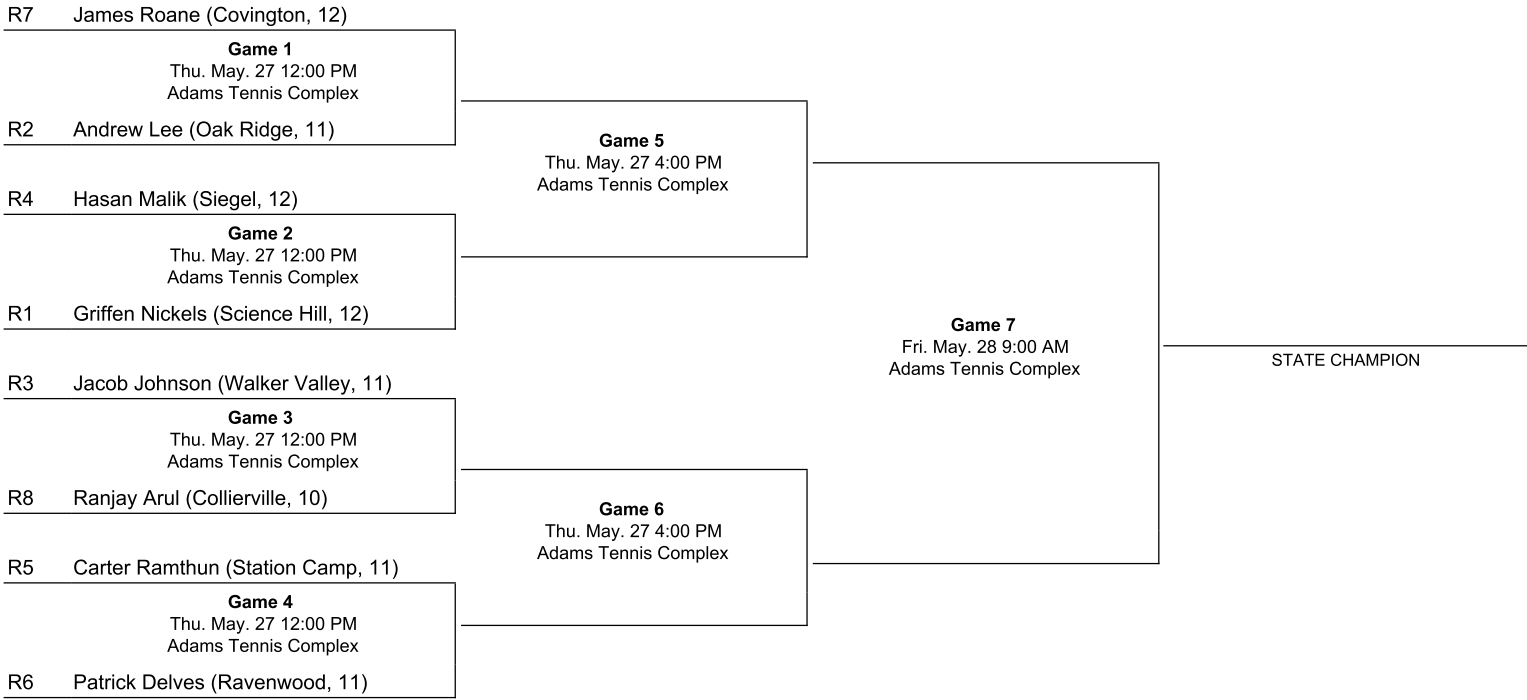 R7 James Roane (Covington, 12)
Game 1
Thu. May. 27 12:00 PM
Adams Tennis Complex
R2 Andrew Lee (Oak Ridge, 11)
Game 5
Thu. May. 27 4:00 PM
Adams Tennis Complex
R4 Hasan Malik (Siegel, 12)
Game 2
Thu. May. 27 12:00 PM
Adams Tennis Complex
R1 Griffen Nickels (Science Hill, 12)
Game 7
Fri. May. 28 9:00 AM
Adams Tennis Complex
STATE CHAMPION
R3 Jacob Johnson (Walker Valley, 11)
Game 3
Thu. May. 27 12:00 PM
Adams Tennis Complex
R8 Ranjay Arul (Collierville, 10)
Game 6
Thu. May. 27 4:00 PM
Adams Tennis Complex
R5 Carter Ramthun (Station Camp, 11)
Game 4
Thu. May. 27 12:00 PM
Adams Tennis Complex
R6 Patrick Delves (Ravenwood, 11)